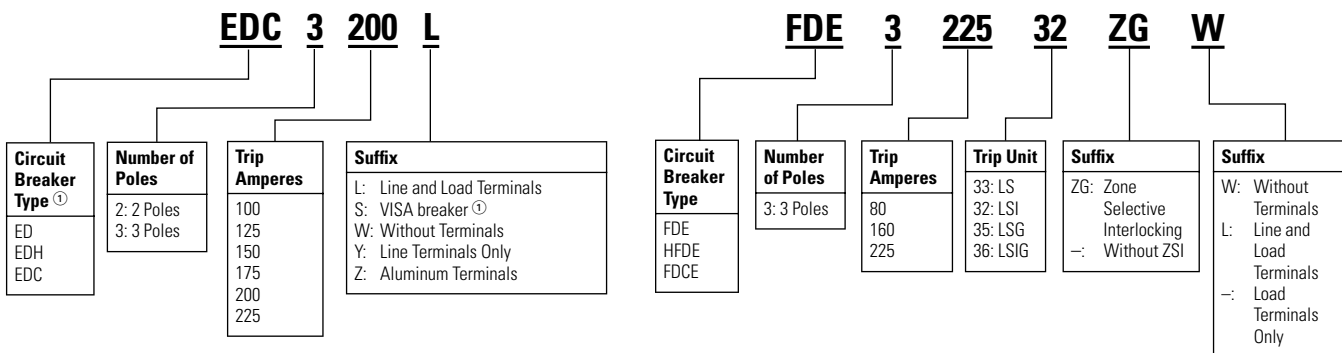 EDC 3 200 L
Circuit
Breaker
Type ①
ED
EDH
EDC
Number of
Poles
2: 2 Poles
3: 3 Poles
Trip
Amperes
100
125
150
175
200
225
Suffix
L: Line and Load Terminals
S: VISA breaker ①
W: Without Terminals
Y: Line Terminals Only
Z: Aluminum Terminals
FDE 3 225 32 ZG W
Circuit
Breaker
Type
FDE
HFDE
FDCE
Number
of Poles
3: 3 Poles
Trip
Amperes
80
160
225
Trip Unit
33: LS
32: LSI
35: LSG
36: LSIG
Suffix
ZG: Zone
Selective
Interlocking
–: Without ZSI
Suffix
W: Without
Terminals
L: Line and
Load
Terminals
–: Load
Terminals
Only